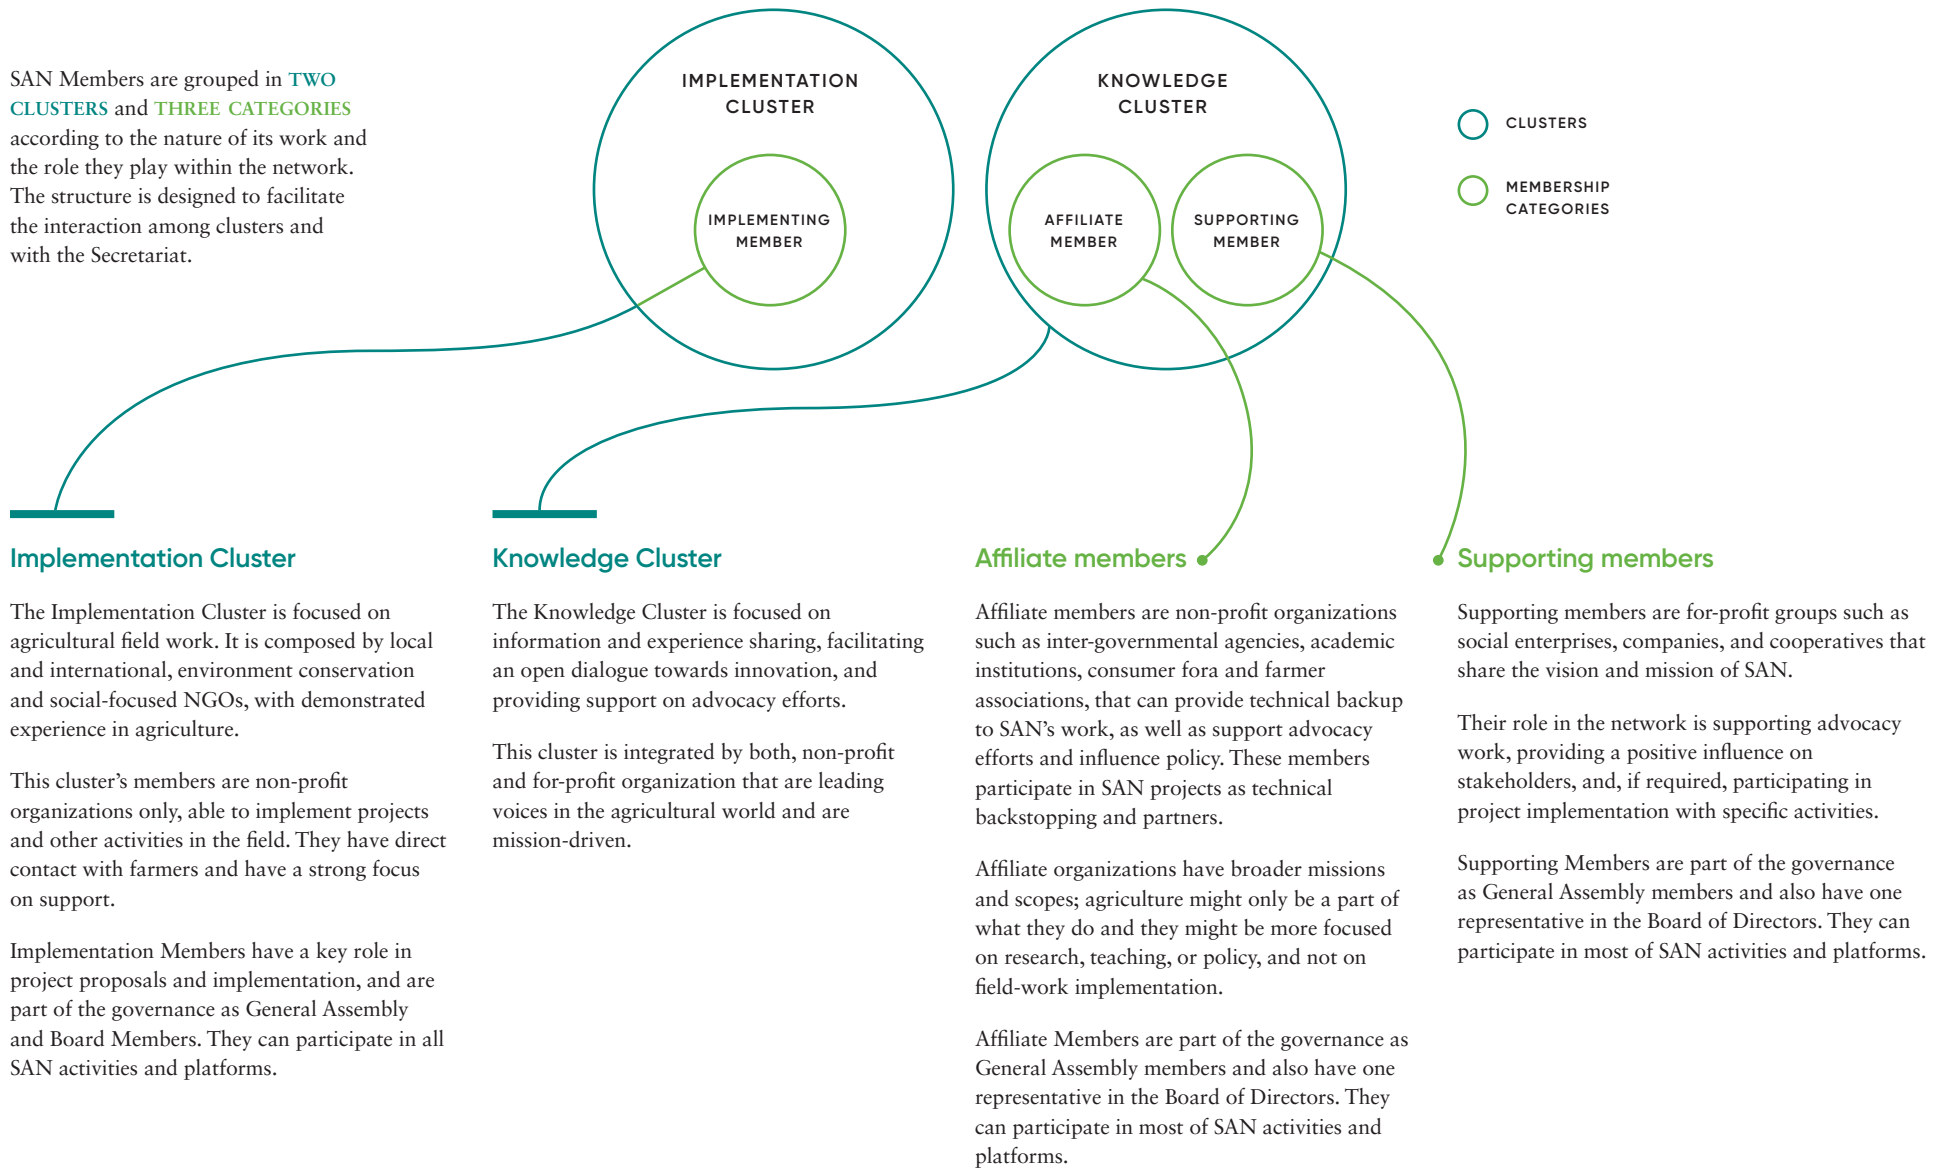 SAN Members are grouped in TWO
CLUSTERS and THREE CATEGORIES
according to the nature of its work and
the role they play within the network.
The structure is designed to facilitate
the interaction among clusters and
with the Secretariat.
IMPLEMENTATION
CLUSTER
IMPLEMENTING
MEMBER
KNOWLEDGE
CLUSTER
AFFILIATE
MEMBER
SUPPORTING
MEMBER
CLUSTERS
MEMBERSHIP
CATEGORIES
Implementation Cluster
The Implementation Cluster is focused on
agricultural field work. It is composed by local
and international, environment conservation
and social-focused NGOs, with demonstrated
experience in agriculture.
This cluster's members are non-profit
organizations only, able to implement projects
and other activities in the field. They have direct
contact with farmers and have a strong focus
on support.
Implementation Members have a key role in
project proposals and implementation, and are
part of the governance as General Assembly
and Board Members. They can participate in all
SAN activities and platforms.
Knowledge Cluster
The Knowledge Cluster is focused on
information and experience sharing, facilitating
an open dialogue towards innovation, and
providing support on advocacy efforts.
This cluster is integrated by both, non-profit
and for-profit organization that are leading
voices in the agricultural world and are
mission-driven.
Affiliate members
Affiliate members are non-profit organizations
such as inter-governmental agencies, academic
institutions, consumer fora and farmer
associations, that can provide technical backup
to SAN's work, as well as support advocacy
efforts and influence policy. These members
participate in SAN projects as technical
backstopping and partners.
Affiliate organizations have broader missions
and scopes; agriculture might only be a part of
what they do and they might be more focused
on research, teaching, or policy, and not on
field-work implementation.
Affiliate Members are part of the governance as
General Assembly members and also have one
representative in the Board of Directors. They
can participate in most of SAN activities and
platforms.
Supporting members
Supporting members are for-profit groups such as
social enterprises, companies, and cooperatives that
share the vision and mission of SAN.
Their role in the network is supporting advocacy
work, providing a positive influence on
stakeholders, and, if required, participating in
project implementation with specific activities.
Supporting Members are part of the governance
as General Assembly members and also have one
representative in the Board of Directors. They can
participate in most of SAN activities and platforms.